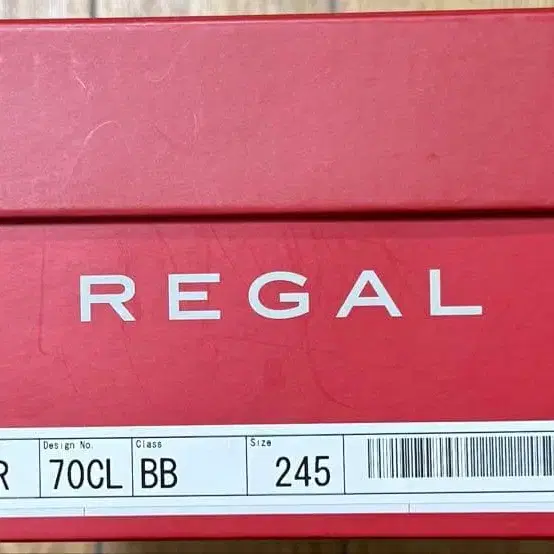 REGAL
Design No. Class Size
R 70CL BB 245